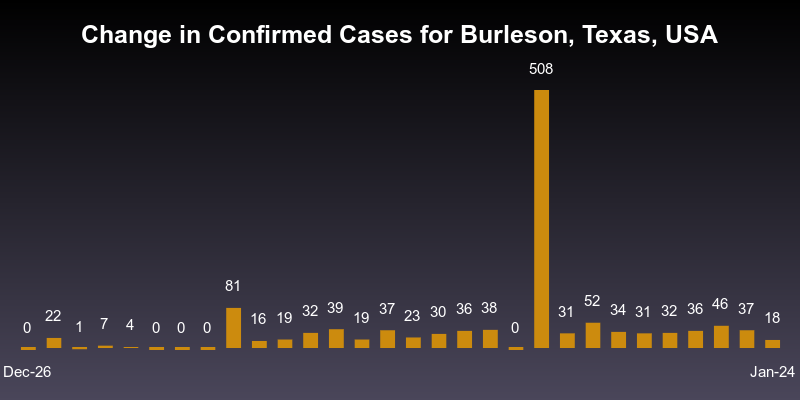 Change in Confirmed Cases for Burleson, Texas, USA
508
81
0 22 1 7 4 0 0 0 16 19 32 39 19 37 23 30 36 38 0 31 52 34 31 32 36 46 37 18
Dec-26 Jan-24